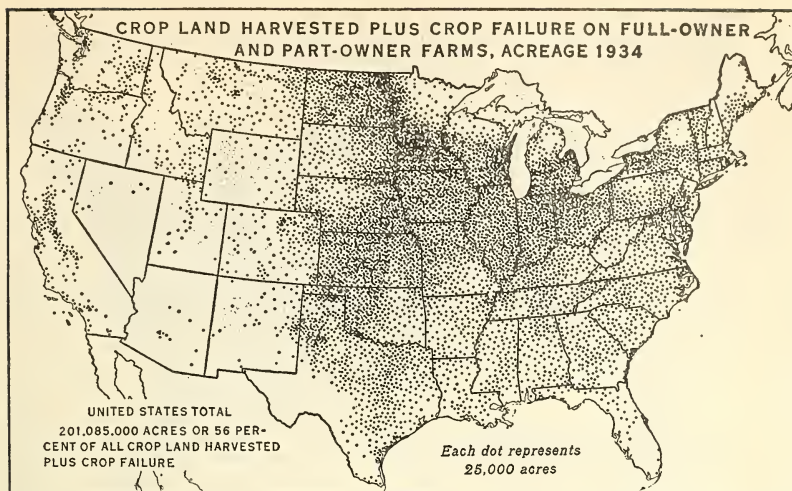 CROP LAND HARVESTED PLUS CROP FAILURE ON FULL-OWNER
AND PART-OWNER FARMS, ACREAGE 1934
UNITED STATES TOTAL
201,085,000 ACRES OR 56 PER-
CENT OF ALL CROP LAND HARVESTED
PLUS CROP FAILURE
Each dot represents
25,000 acres